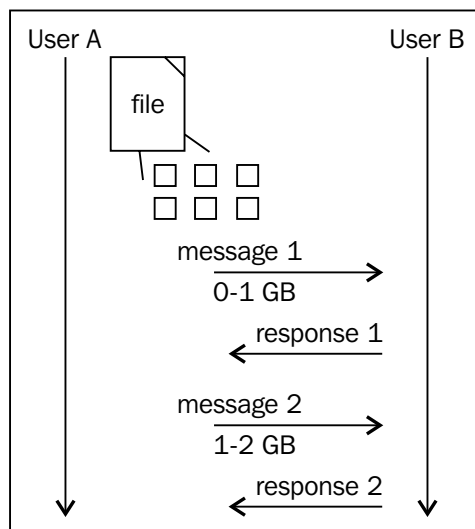 User A
User B
file
message 1
0-1 GB
response 1
message 2
1-2 GB
response 2